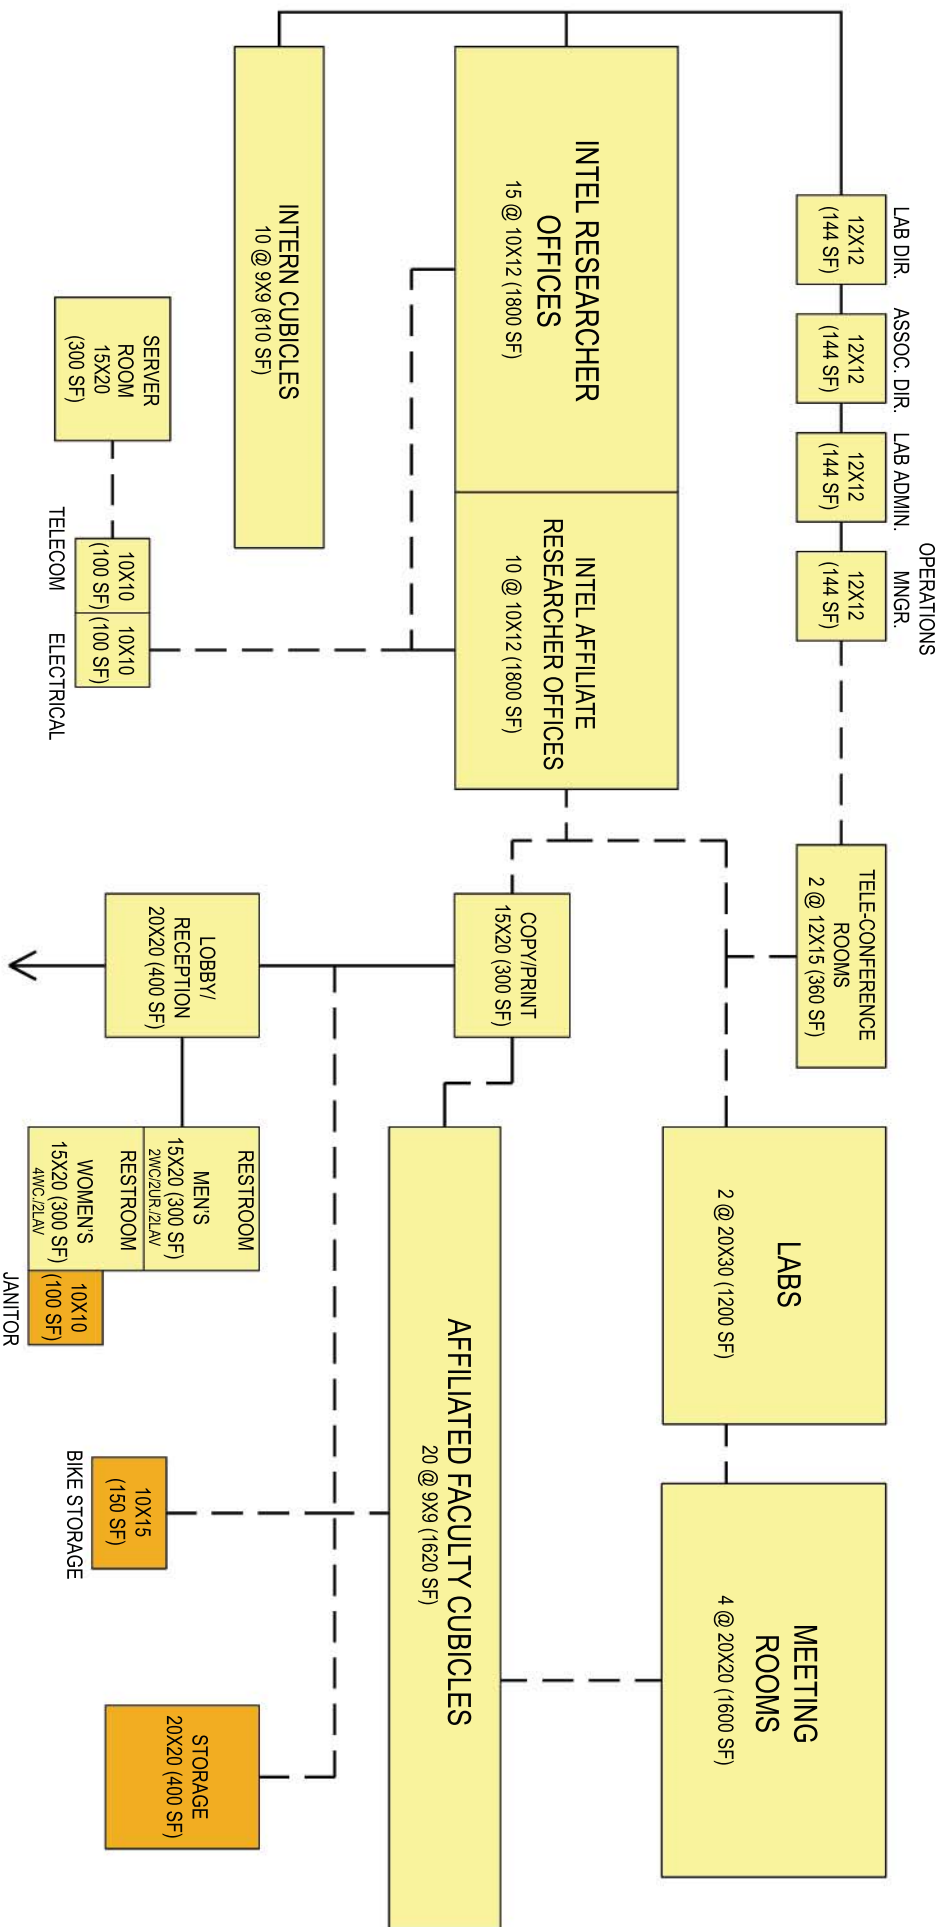 LAB DIR.
12X12
(144 SF)
ASSOC. DIR.
12X12
(144 SF)
LAB ADMIN.
12X12
(144 SF)
OPERATIONS
MNGR.
12X12
(144 SF)
TELE-CONFERENCE
ROOMS
2 @ 12X15 (360 SF)
LABS
2 @ 20X30 (1200 SF)
MEETING
ROOMS
4 @ 20X20 (1600 SF)
INTEL RESEARCHER
OFFICES
15 @ 10X12 (1800 SF)
INTEL AFFILIATE
RESEARCHER OFFICES
10 @ 10X12 (1800 SF)
COPY/PRINT
15X20 (300 SF)
AFFILIATED FACULTY CUBICLES
20 @ 9X9 (1620 SF)
INTERN CUBICLES
10 @ 9X9 (810 SF)
SERVER
ROOM
15X20
(300 SF)
10X10
(100 SF)
TELECOM
10X10
(100 SF)
ELECTRICAL
LOBBY/
RECEPTION
20X20 (400 SF)
RESTROOM
MEN'S
15X20 (300 SF)
2WC/2UR./2LAV
RESTROOM
WOMEN'S
15X20 (300 SF)
4WC./2LAV
10X10
(100 SF)
JANITOR
10X15
(150 SF)
BIKE STORAGE
STORAGE
20X20 (400 SF)